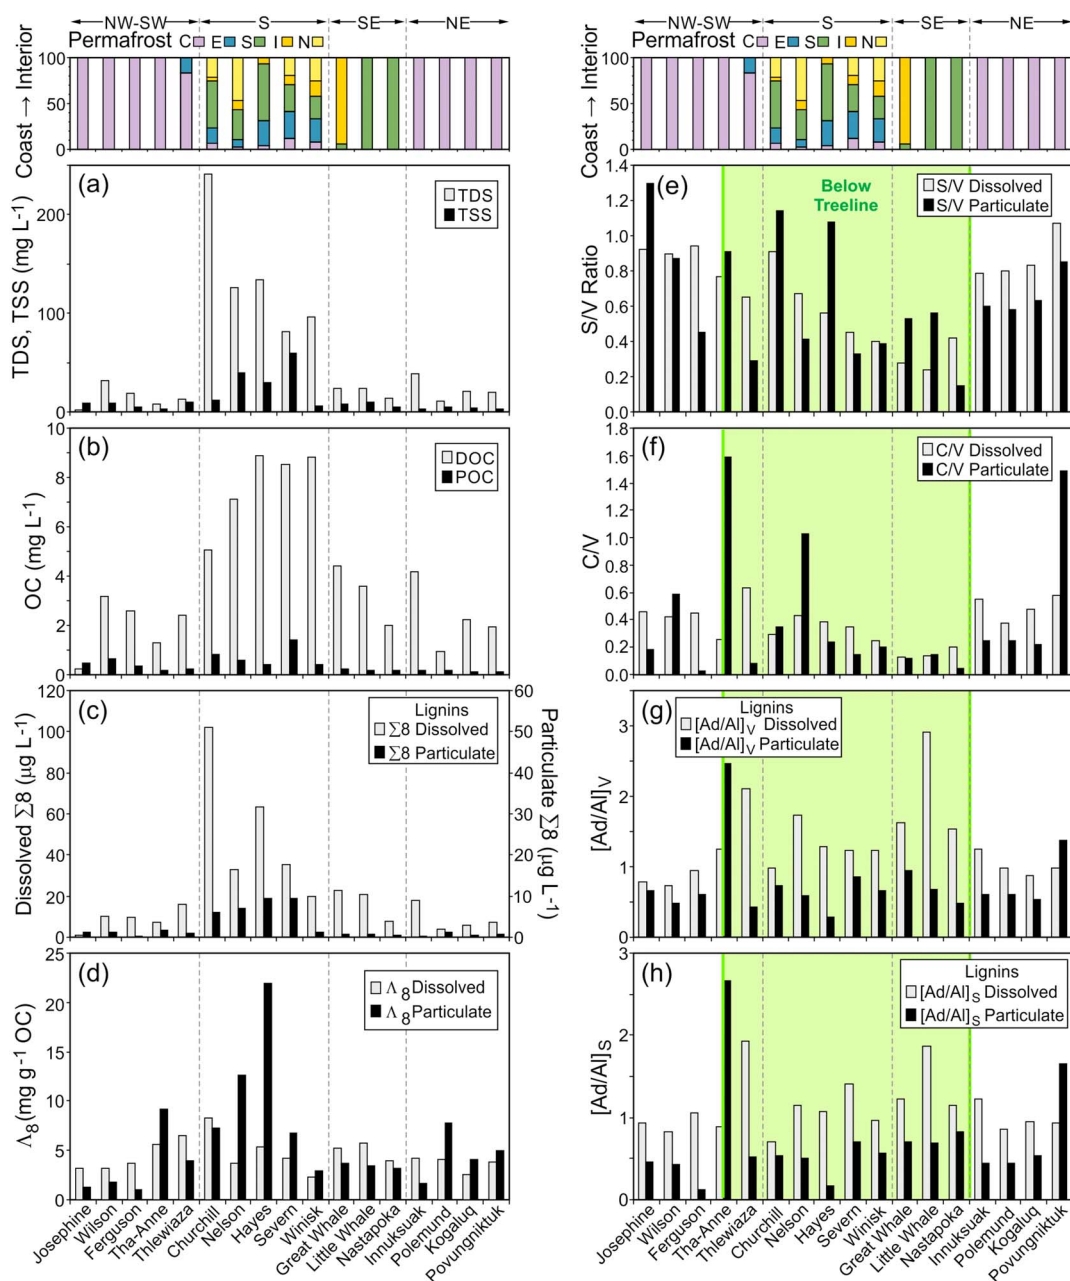 NW-SW S SE NE
Permafrost C E S I N
Coast → Interior
100
50
0
(a)
TDS
TSS
TDS, TSS (mg L-1)
200
100
0
(b)
DOC
POC
OC (mg L-1)
10
8
6
4
2
0
(c)
Lignins
Σ8 Dissolved
Σ8 Particulate
Dissolved Σ8 (µg L-1)
120
100
80
60
40
20
0
Particulate Σ8 (µg L-1)
60
50
40
30
20
10
0
(d)
Λ8 Dissolved
Λ8 Particulate
Λ8(mg g-1 OC)
25
20
15
10
5
0
Josephine
Wilson
Ferguson
Tha-Anne
Thlewiaza
Churchill
Nelson
Hayes
Severn
Winisk
Great Whale
Little Whale
Nastapoka
Innuksuak
Polemund
Kogaluq
Povungniktuk
NW-SW S SE NE
Permafrost C E S I N
Coast → Interior
100
50
0
(e)
Below
Treeline
S/V Dissolved
S/V Particulate
S/V Ratio
1.4
1.2
1.0
0.8
0.6
0.4
0.2
0.0
(f)
C/V Dissolved
C/V Particulate
C/V
1.8
1.6
1.4
1.2
1.0
0.8
0.6
0.4
0.2
0.0
(g)
Lignins
[Ad/Al]V Dissolved
[Ad/Al]V Particulate
[Ad/Al]V
3
2
1
0
(h)
Lignins
[Ad/Al]S Dissolved
[Ad/Al]S Particulate
[Ad/Al]S
3
2
1
0
Josephine
Wilson
Ferguson
Tha-Anne
Thlewiaza
Churchill
Nelson
Hayes
Severn
Winisk
Great Whale
Little Whale
Nastapoka
Innuksuak
Polemund
Kogaluq
Povungniktuk